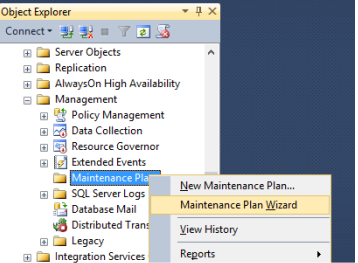 Object Explorer
Connect
Server Objects
Replication
AlwaysOn High Availability
Management
Policy Management
Data Collection
Resource Governor
Extended Events
Maintenance Pla
SQL Server Logs
Database Mail
Distributed Trans
Legacy
Integration Services
New Maintenance Plan...
Maintenance Plan Wizard
View History
Reports